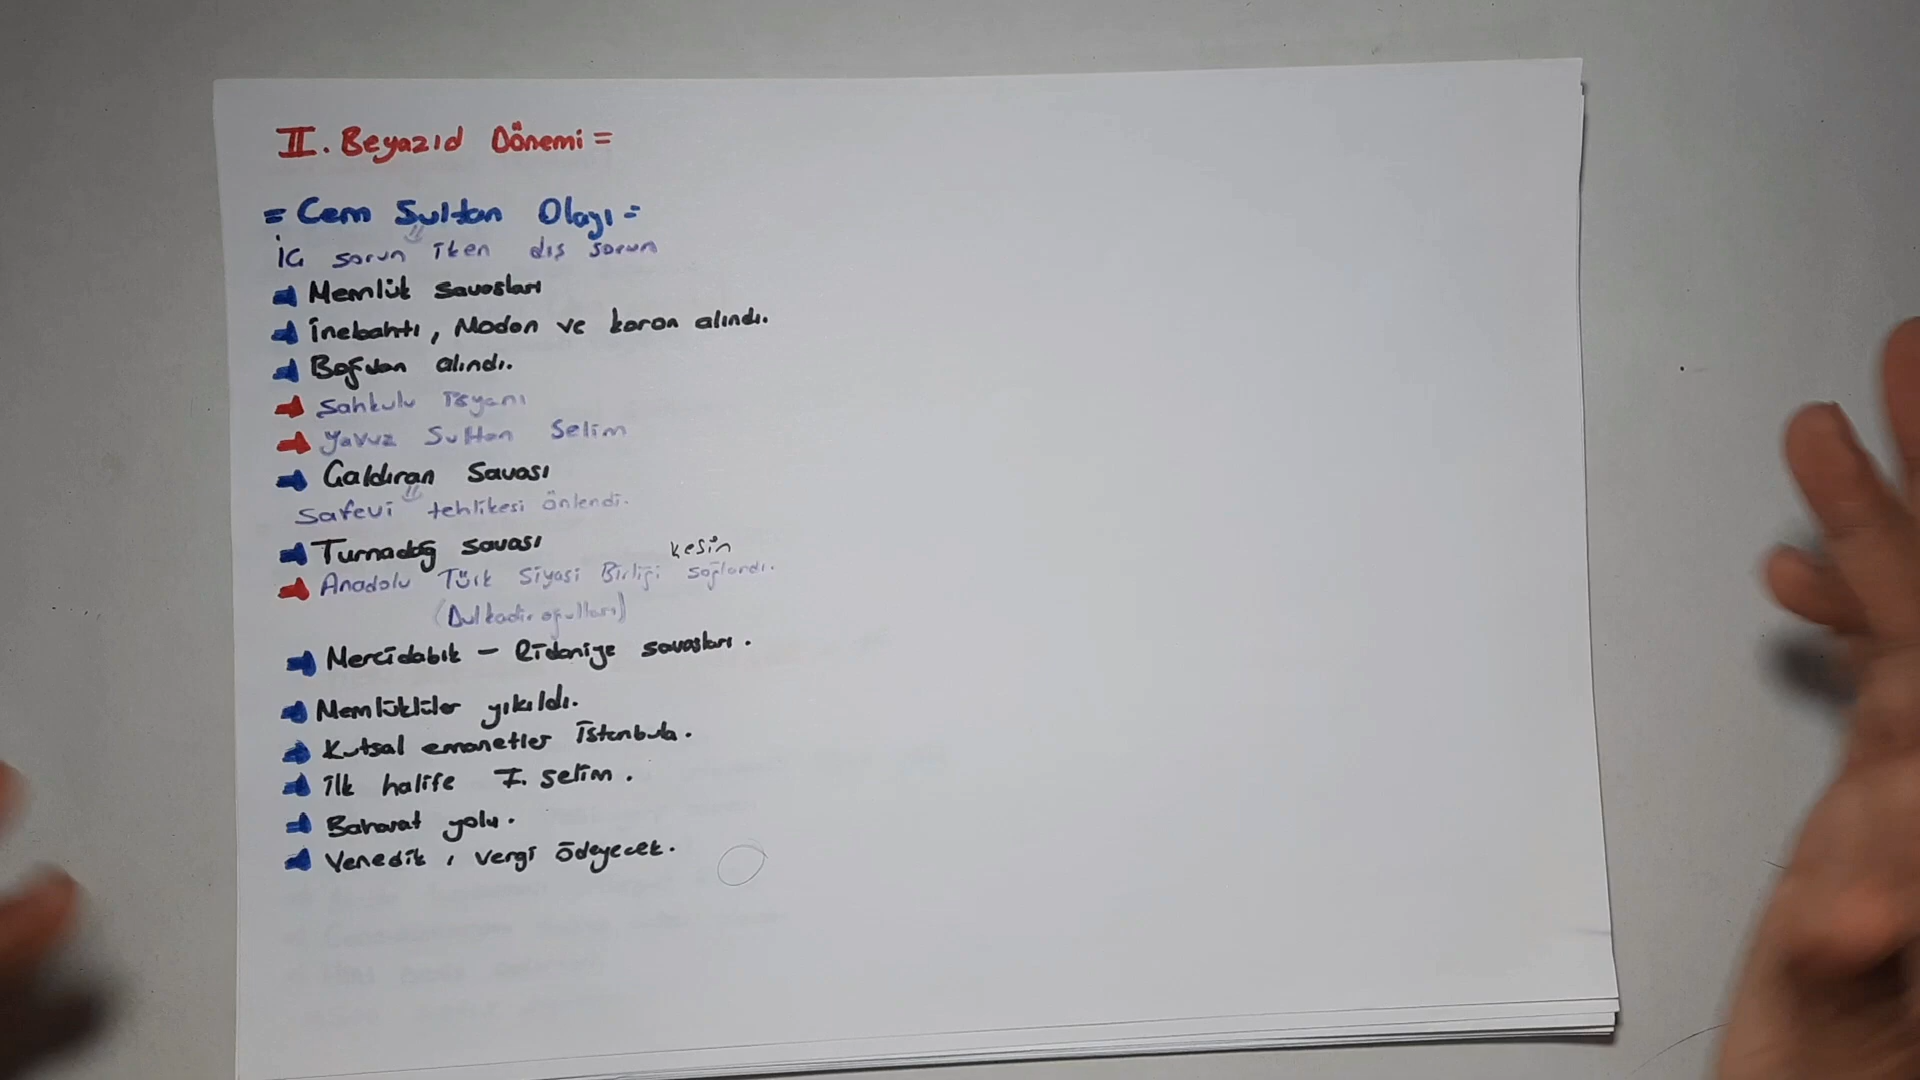 II. Beyazıd Dönemi =
= Cem Sultan Olayı =
İç sorun iken dış sorun
Memlük savaşları
İnebahtı, Modon ve koron alındı.
Boğdan alındı.
Şahkulu İsyanı
Yavuz Sultan Selim
Çaldıran Savaşı
Safevi tehlikesi önlendi.
Turnadağ savaşı
kesin
Anadolu Türk Siyasi Birliği sağlandı.
(Dulkadiroğulları)
Mercidabık – Ridaniye savaşları.
Memlüklüler yıkıldı.
Kutsal emanetler İstanbula.
İlk halife I. selim.
Baharat yolu.
Venedik, vergi ödeyecek.